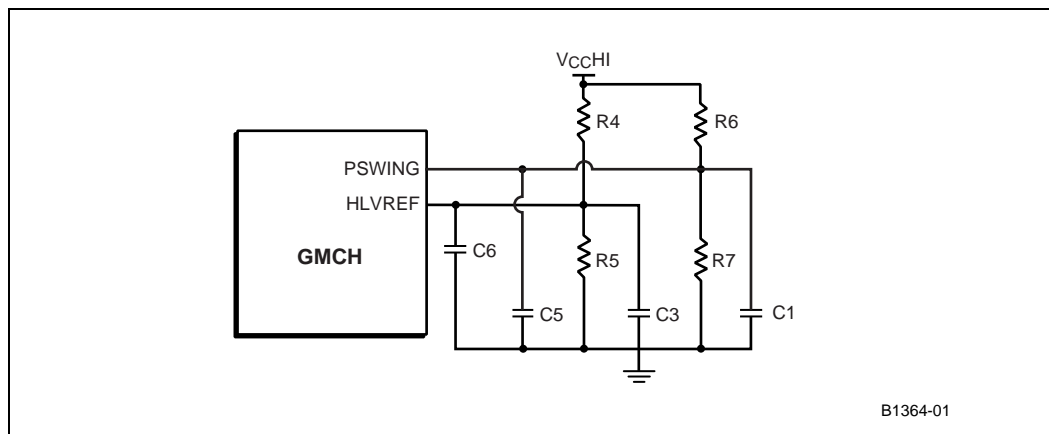 VCCHI
R4
R6
PSWING
HLVREF
GMCH
C6
R5
R7
C5
C3
C1
B1364-01